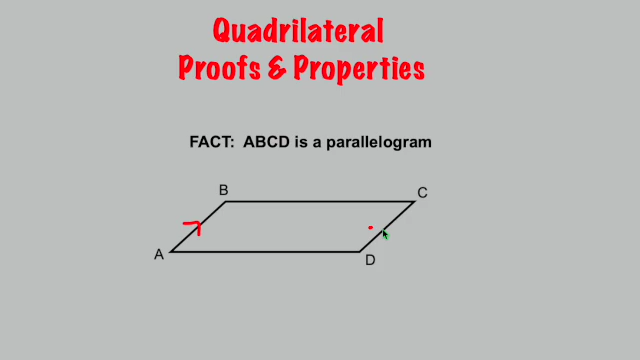 Quadrilateral
Proofs & Properties
FACT: ABCD is a parallelogram
B
C
A
D